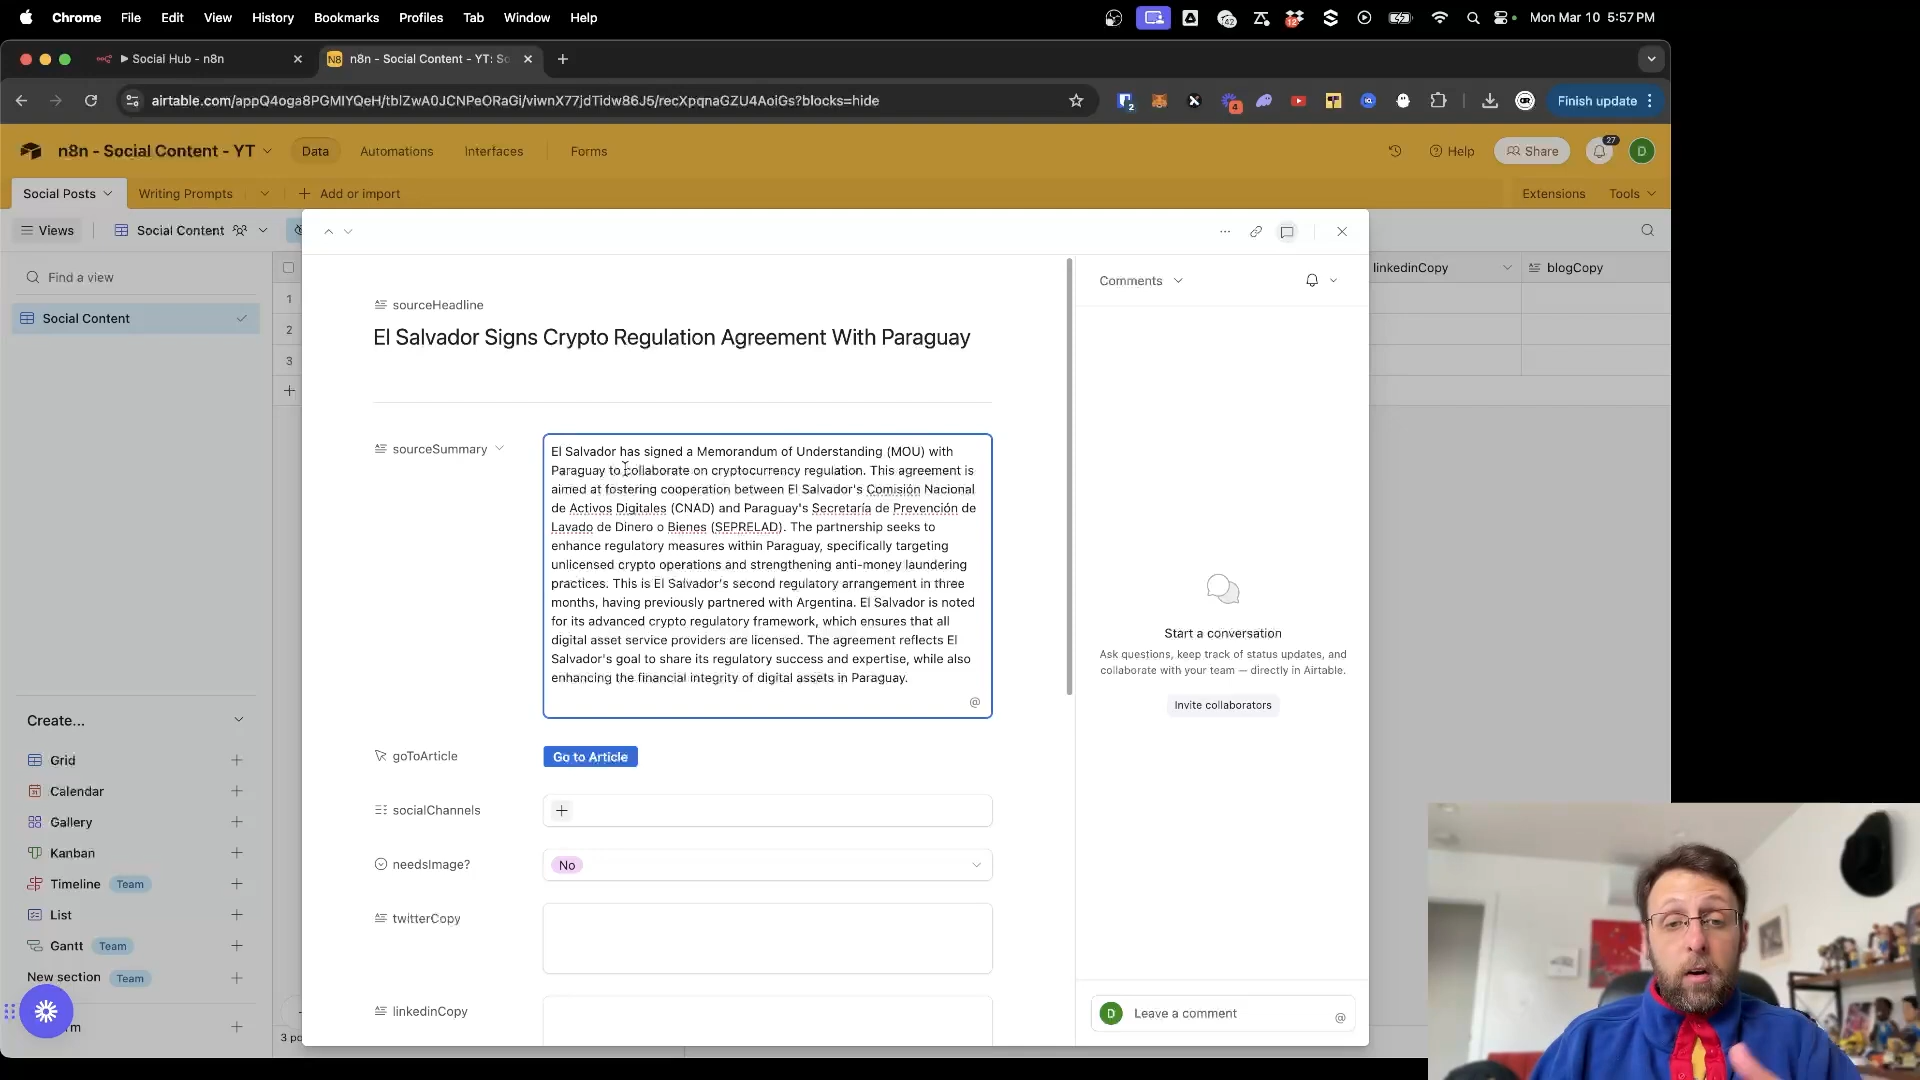 Chrome File Edit View History Bookmarks Profiles Tab Window Help
Mon Mar 10 5:57 PM
Social Hub - n8n
n8n - Social Content - YT: So
airtable.com/appQ4oga8PGMIYQeH/tblZwA0JCNPeORaGi/viwnX77jdTidw86J5/recXpqnaGZU4AoiGs?blocks=hide
Finish update
n8n - Social Content - YT
Data
Automations
Interfaces
Forms
Help
Share
27
D
Social Posts
Writing Prompts
Add or import
Extensions
Tools
Views
Social Content
Find a view
Social Content
1
2
3
linkedinCopy
blogCopy
sourceHeadline
El Salvador Signs Crypto Regulation Agreement With Paraguay
sourceSummary
El Salvador has signed a Memorandum of Understanding (MOU) with
Paraguay to collaborate on cryptocurrency regulation. This agreement is
aimed at fostering cooperation between El Salvador's Comisión Nacional
de Activos Digitales (CNAD) and Paraguay's Secretaría de Prevención de
Lavado de Dinero o Bienes (SEPRELAD). The partnership seeks to
enhance regulatory measures within Paraguay, specifically targeting
unlicensed crypto operations and strengthening anti-money laundering
practices. This is El Salvador's second regulatory arrangement in three
months, having previously partnered with Argentina. El Salvador is noted
for its advanced crypto regulatory framework, which ensures that all
digital asset service providers are licensed. The agreement reflects El
Salvador's goal to share its regulatory success and expertise, while also
enhancing the financial integrity of digital assets in Paraguay.
@
goToArticle
Go to Article
socialChannels
needsImage?
No
twitterCopy
linkedinCopy
Comments
Start a conversation
Ask questions, keep track of status updates, and
collaborate with your team — directly in Airtable.
Invite collaborators
D
Leave a comment
@
Create...
Grid
Calendar
Gallery
Kanban
Timeline Team
List
Gantt Team
New section Team